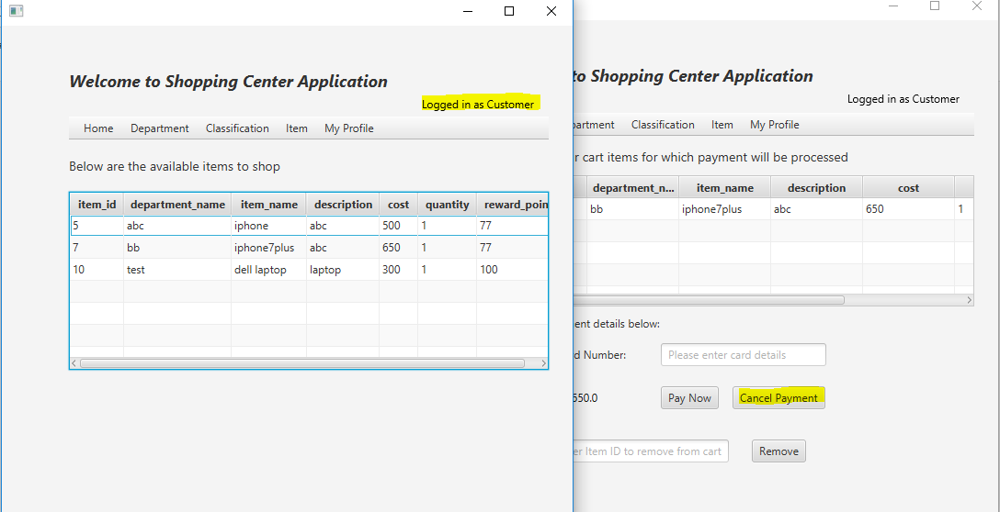 Welcome to Shopping Center Application
Logged in as Customer
Home Department Classification Item My Profile
Below are the available items to shop
item_id department_name item_name description cost quantity reward_poin
5 abc iphone abc 500 1 77
7 bb iphone7plus abc 650 1 77
10 test dell laptop laptop 300 1 100
to Shopping Center Application
Logged in as Customer
partment Classification Item My Profile
r cart items for which payment will be processed
department_n... item_name description cost
bb iphone7plus abc 650 1
ent details below:
d Number: Please enter card details
650.0 Pay Now Cancel Payment
er Item ID to remove from cart Remove